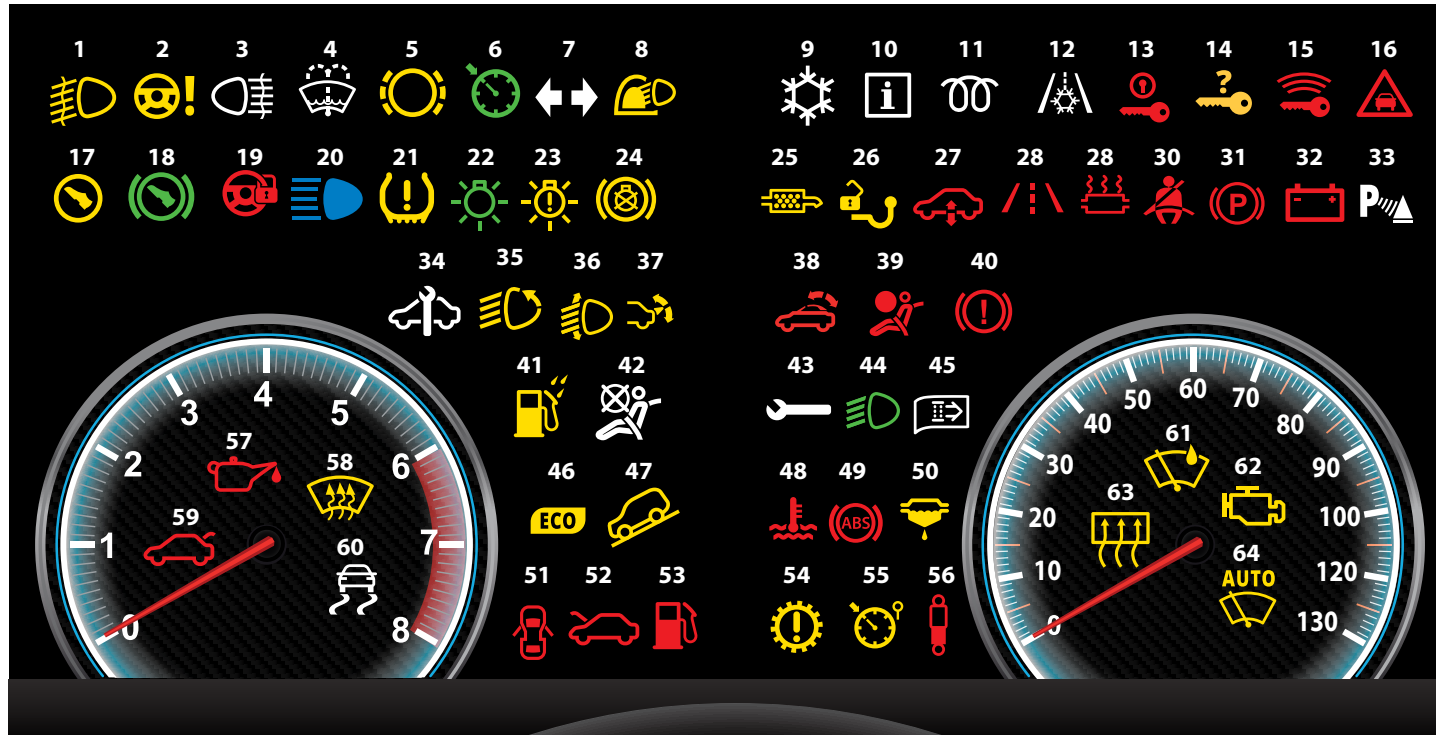 1 2 3 4 5 6 7 8 9 10 11 12 13 14 15 16
! i ?
17 18 19 20 21 22 23 24 25 26 27 28 28 30 31 32 33
! ! P - + P
34 35 36 37 38 39 40
!
41 42 43 44 45
46 47 48 49 50
ECO ABS
51 52 53 54 55 56
!
57 58 59 60
0 1 2 3 4 5 6 7 8
61 62 63 64
AUTO
0 10 20 30 40 50 60 70 80 90 100 120 130